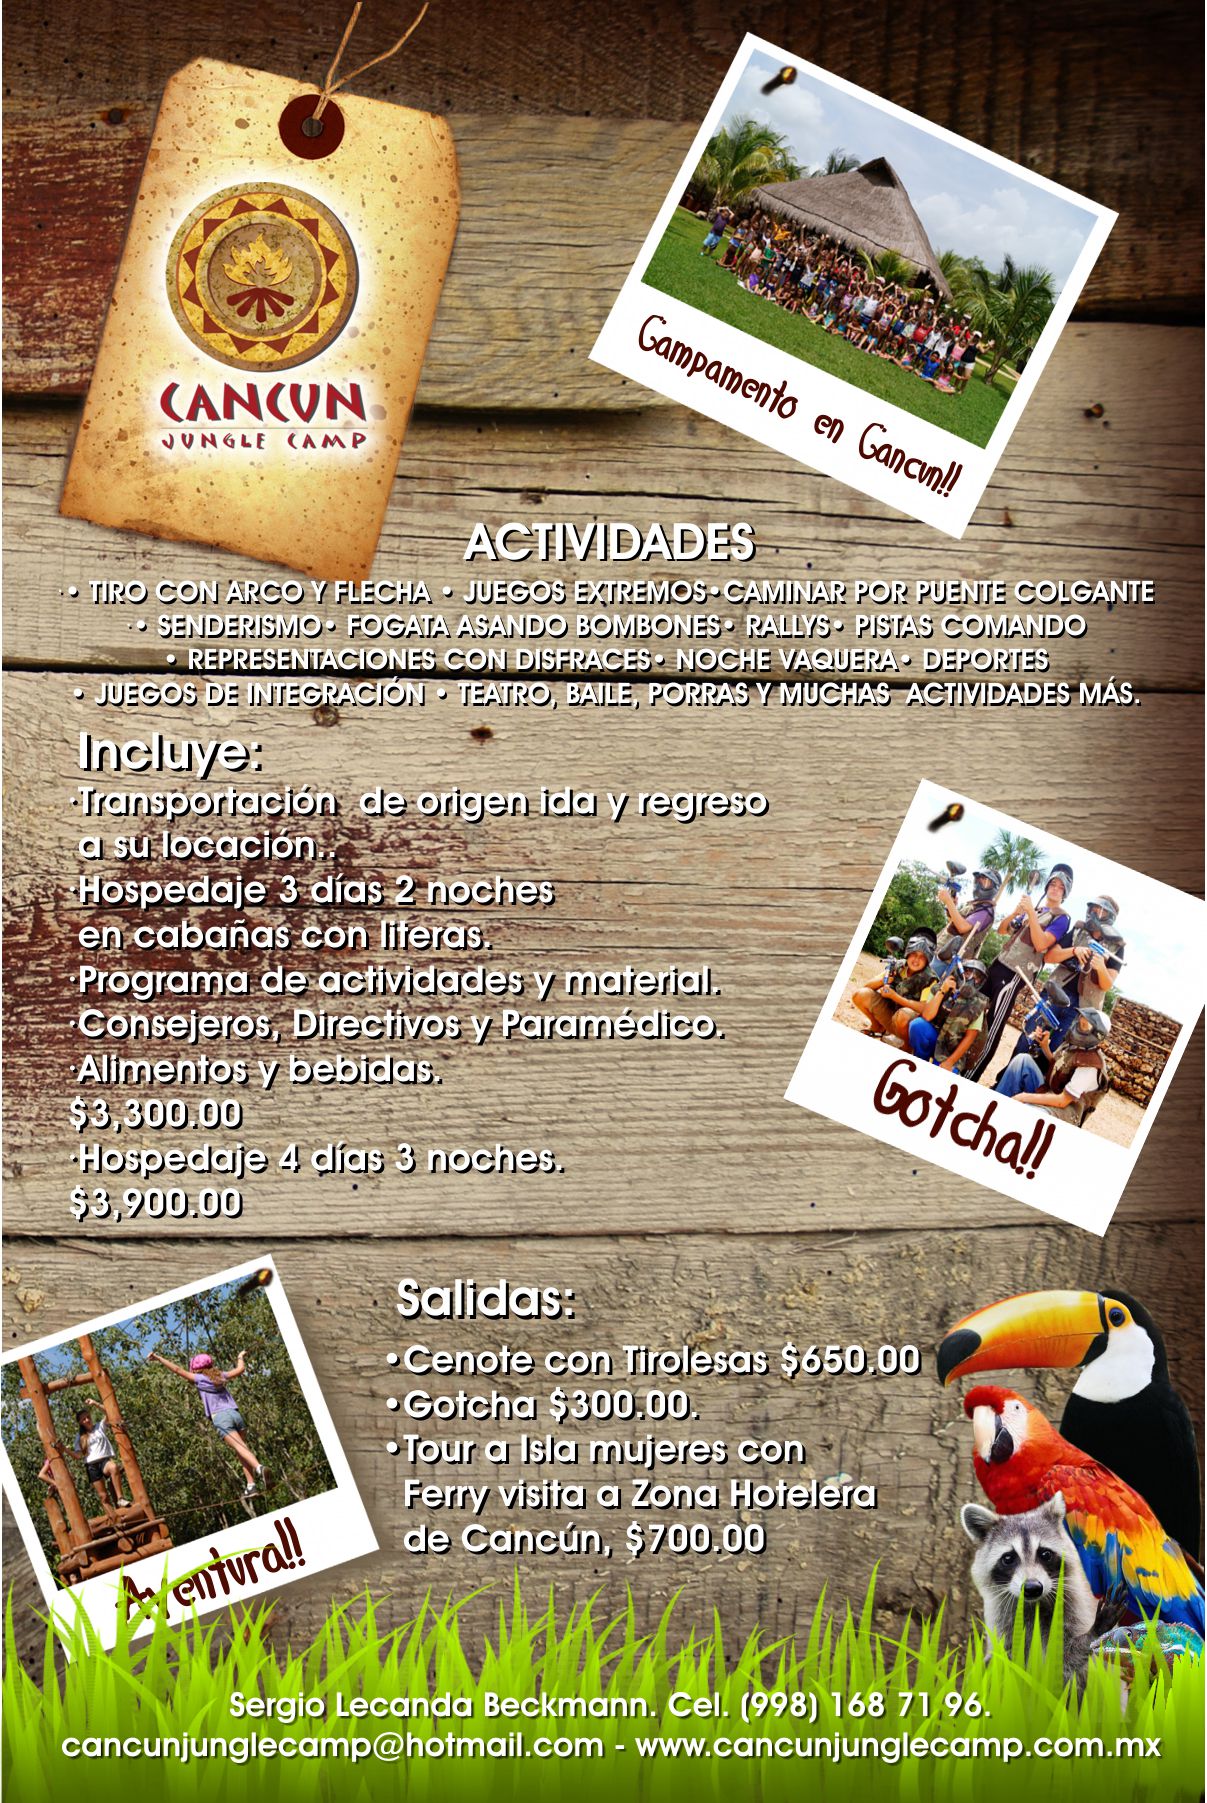 CANCUN
JUNGLE CAMP
Campamento en Cancun!!
ACTIVIDADES
• TIRO CON ARCO Y FLECHA • JUEGOS EXTREMOS•CAMINAR POR PUENTE COLGANTE
• SENDERISMO• FOGATA ASANDO BOMBONES• RALLYS• PISTAS COMANDO
• REPRESENTACIONES CON DISFRACES• NOCHE VAQUERA• DEPORTES
• JUEGOS DE INTEGRACIÓN • TEATRO, BAILE, PORRAS Y MUCHAS ACTIVIDADES MÁS.
Incluye:
·Transportación de origen ida y regreso
a su locación..
·Hospedaje 3 días 2 noches
en cabañas con literas.
·Programa de actividades y material.
·Consejeros, Directivos y Paramédico.
·Alimentos y bebidas.
$3,300.00
·Hospedaje 4 días 3 noches.
$3,900.00
Gotcha!!
Salidas:
•Cenote con Tirolesas $650.00
•Gotcha $300.00.
•Tour a Isla mujeres con
Ferry visita a Zona Hotelera
de Cancún, $700.00
Aventura!!
Sergio Lecanda Beckmann. Cel. (998) 168 71 96.
cancunjunglecamp@hotmail.com - www.cancunjunglecamp.com.mx